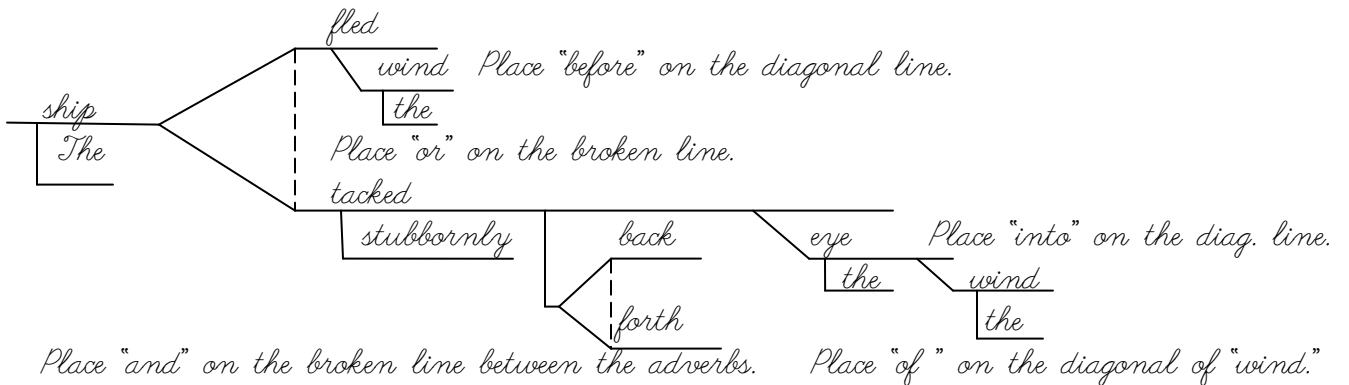 fled
wind Place “before” on the diagonal line.
ship
the
The
Place “or” on the broken line.
tacked
stubbornly back eye Place “into” on the diag. line.
the wind
forth the
Place “and” on the broken line between the adverbs. Place “of ” on the diagonal of “wind.”